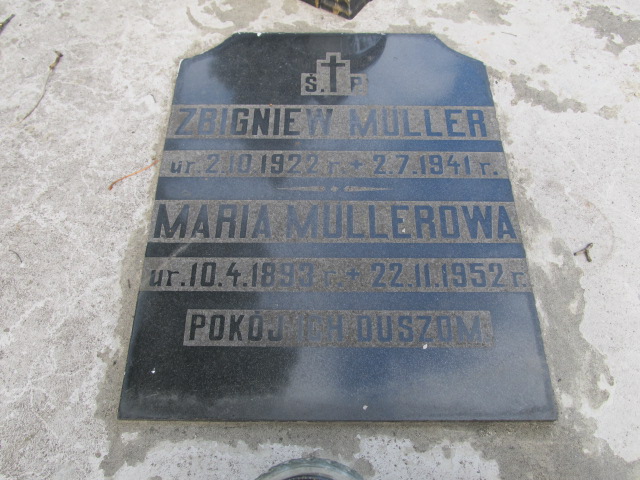 Ś. P
ZBIGNIEW MÜLLER
ur. 2.10.1922 r. + 2.7.1941 r.
MARIA MULLEROWA
ur. 10.4.1893 r. + 22.11.1952 r.
POKÓJ ICH DUSZOM.